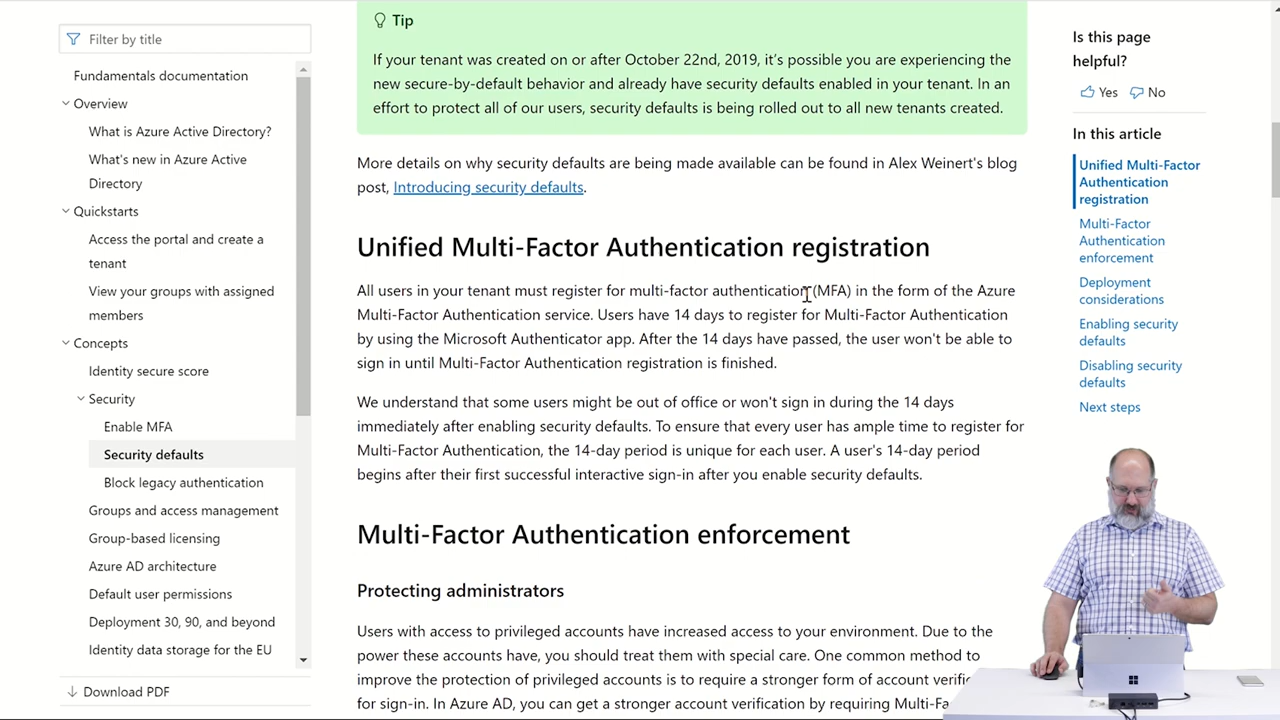 Filter by title
Fundamentals documentation
Overview
What is Azure Active Directory?
What's new in Azure Active
Directory
Quickstarts
Access the portal and create a
tenant
View your groups with assigned
members
Concepts
Identity secure score
Security
Enable MFA
Security defaults
Block legacy authentication
Groups and access management
Group-based licensing
Azure AD architecture
Default user permissions
Deployment 30, 90, and beyond
Identity data storage for the EU
Download PDF
Tip
If your tenant was created on or after October 22nd, 2019, it's possible you are experiencing the
new secure-by-default behavior and already have security defaults enabled in your tenant. In an
effort to protect all of our users, security defaults is being rolled out to all new tenants created.
More details on why security defaults are being made available can be found in Alex Weinert's blog
post, Introducing security defaults.
Unified Multi-Factor Authentication registration
All users in your tenant must register for multi-factor authentication (MFA) in the form of the Azure
Multi-Factor Authentication service. Users have 14 days to register for Multi-Factor Authentication
by using the Microsoft Authenticator app. After the 14 days have passed, the user won't be able to
sign in until Multi-Factor Authentication registration is finished.
We understand that some users might be out of office or won't sign in during the 14 days
immediately after enabling security defaults. To ensure that every user has ample time to register for
Multi-Factor Authentication, the 14-day period is unique for each user. A user's 14-day period
begins after their first successful interactive sign-in after you enable security defaults.
Multi-Factor Authentication enforcement
Protecting administrators
Users with access to privileged accounts have increased access to your environment. Due to the
power these accounts have, you should treat them with special care. One common method to
improve the protection of privileged accounts is to require a stronger form of account verific
for sign-in. In Azure AD, you can get a stronger account verification by requiring Multi-Fa
Is this page
helpful?
Yes No
In this article
Unified Multi-Factor
Authentication
registration
Multi-Factor
Authentication
enforcement
Deployment
considerations
Enabling security
defaults
Disabling security
defaults
Next steps